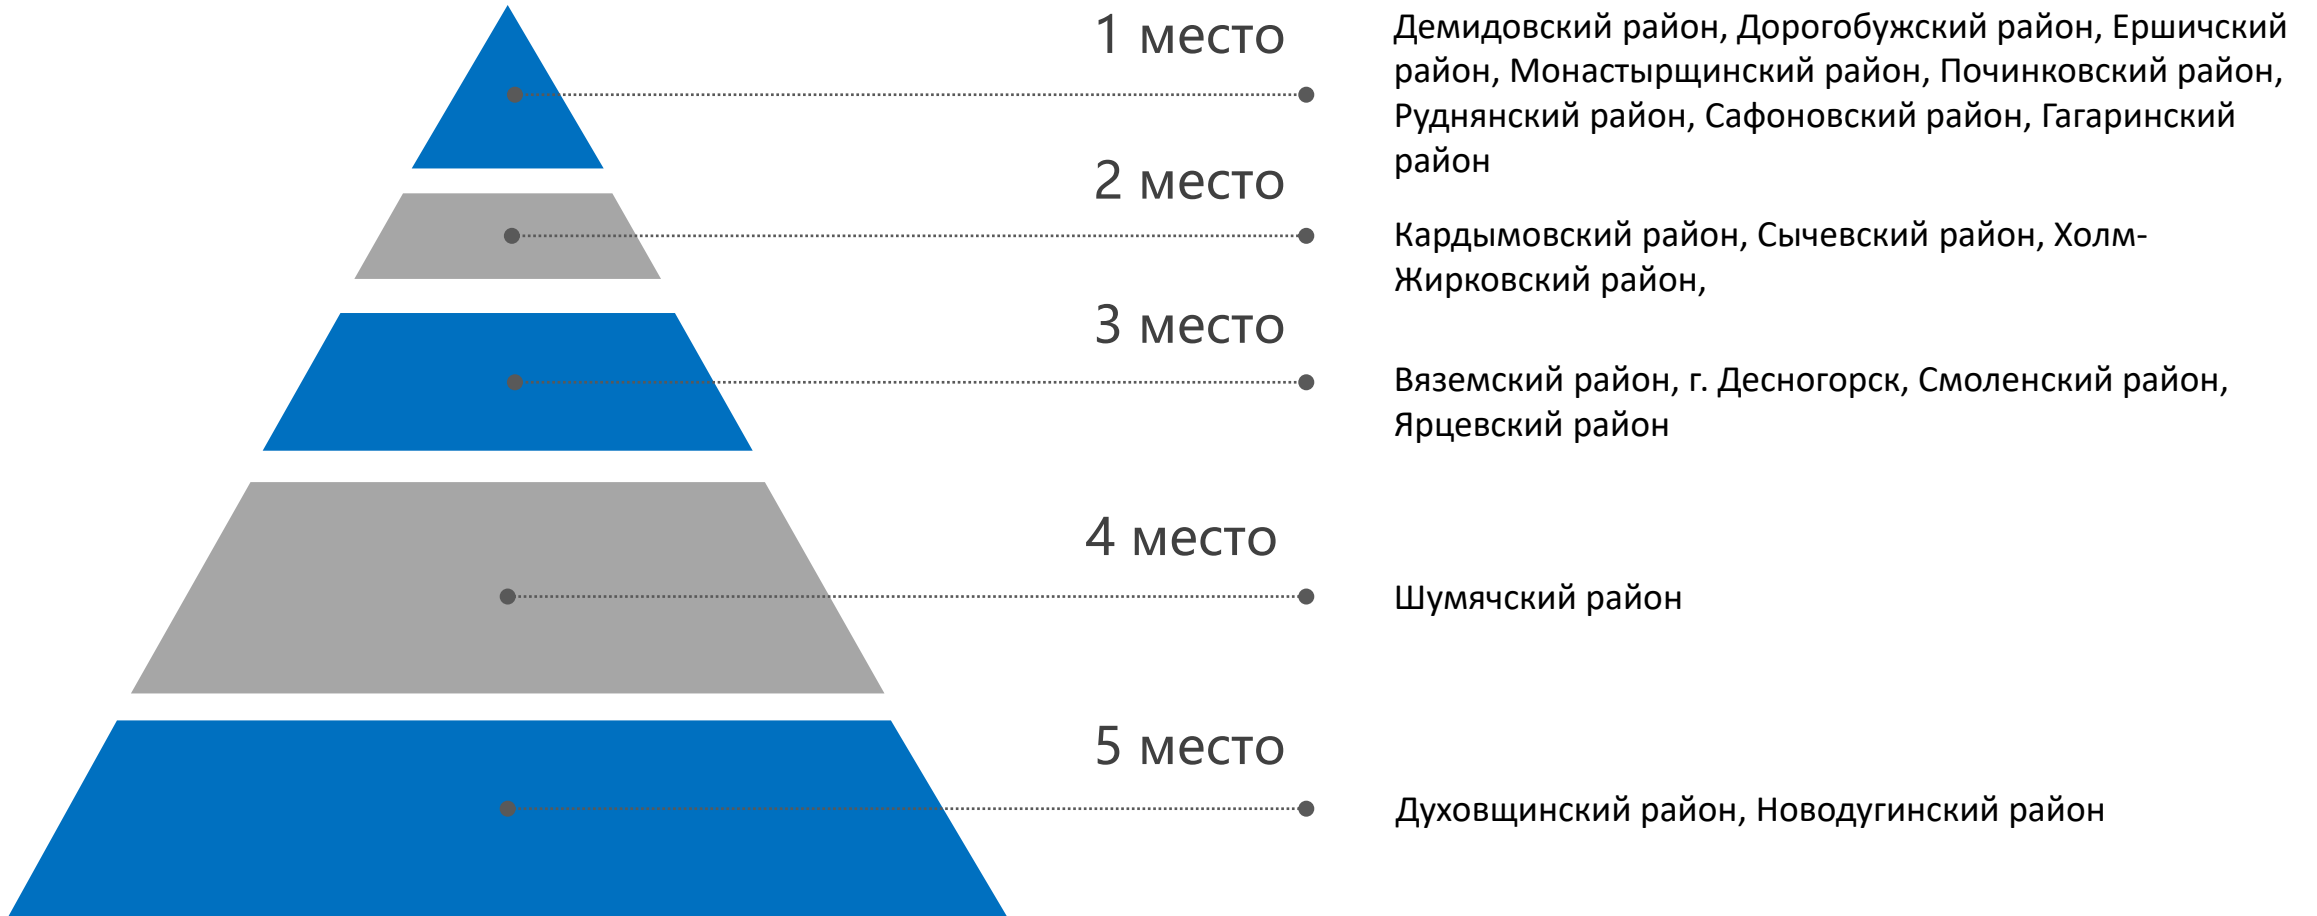 1 место
Демидовский район, Дорогобужский район, Ершичский
район, Монастырщинский район, Починковский район,
Руднянский район, Сафоновский район, Гагаринский
район
2 место
Кардымовский район, Сычевский район, Холм-
Жирковский район,
3 место
Вяземский район, г. Десногорск, Смоленский район,
Ярцевский район
4 место
Шумячский район
5 место
Духовщинский район, Новодугинский район